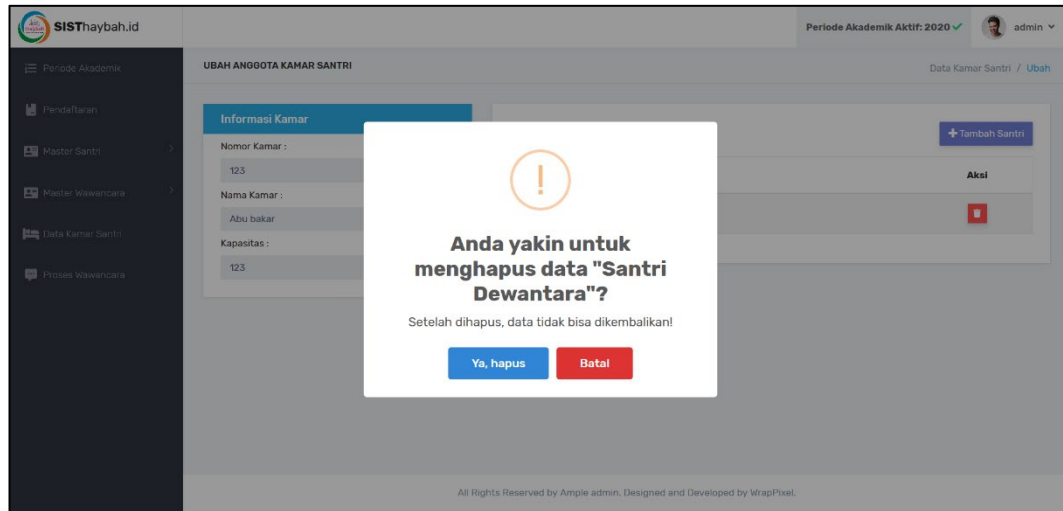 SISThaybah.id
Periode Akademik Aktif: 2020
admin
Periode Akademik
UBAH ANGGOTA KAMAR SANTRI
Data Kamar Santri / Ubah
Pendaftaran
Master Santri
Master Wawancara
Data Kamar Santri
Proses Wawancara
Informasi Kamar
Nomor Kamar :
123
Nama Kamar :
Abu bakar
Kapasitas :
123
+ Tambah Santri
Aksi
!
Anda yakin untuk
menghapus data "Santri
Dewantara"?
Setelah dihapus, data tidak bisa dikembalikan!
Ya, hapus
Batal
All Rights Reserved by Ample admin. Designed and Developed by WrapPixel.